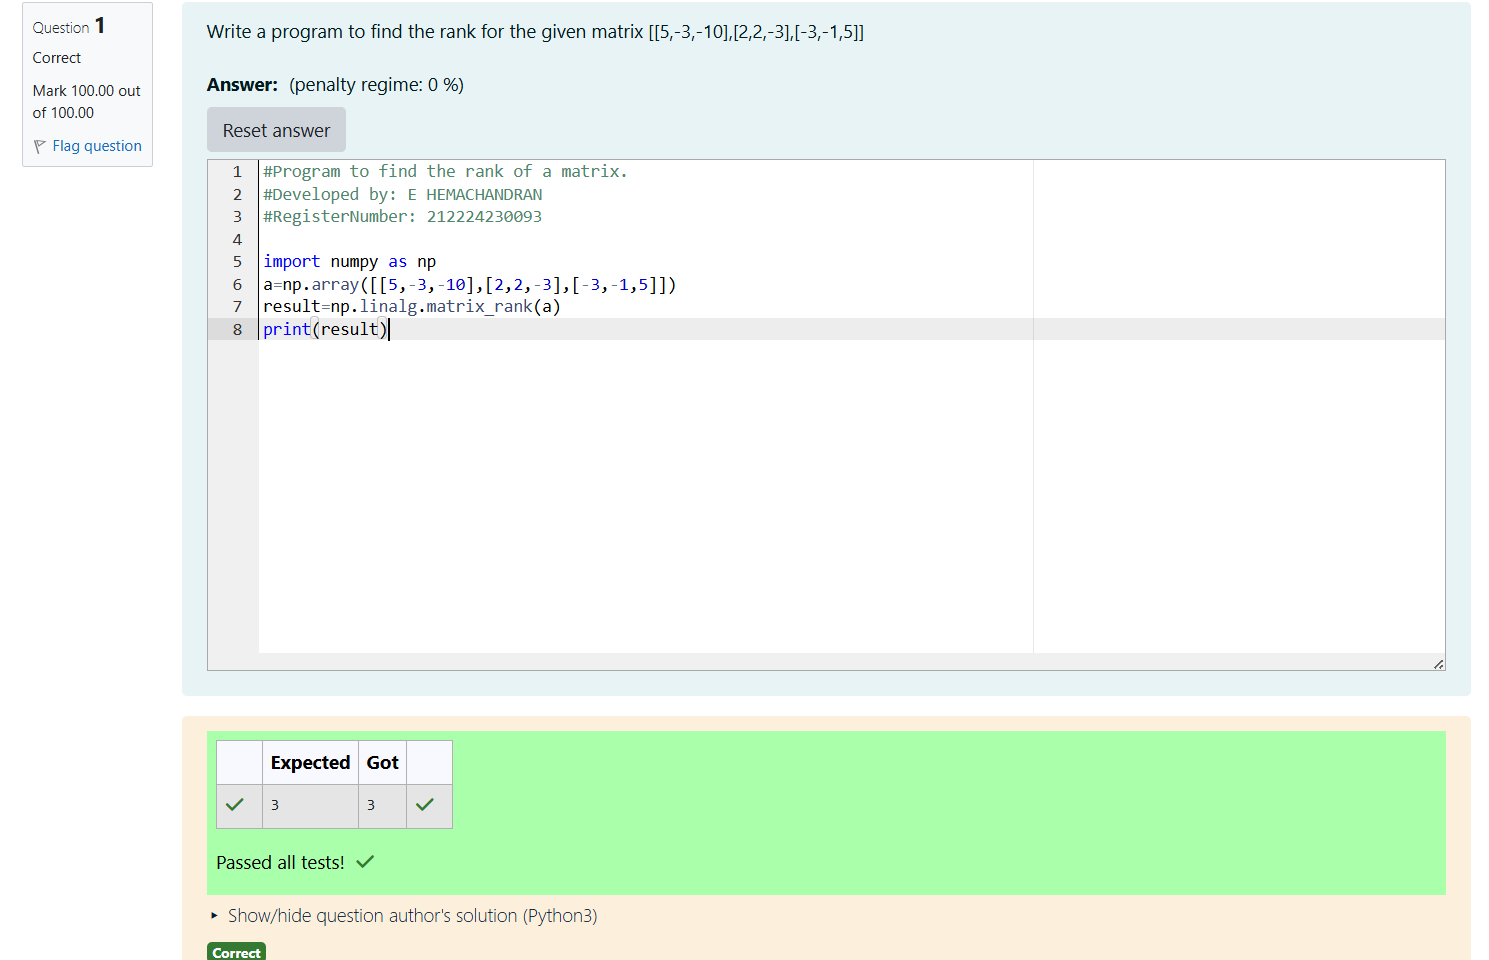 Question 1
Correct
Mark 100.00 out
of 100.00
Flag question
Write a program to find the rank for the given matrix [[5,-3,-10],[2,2,-3],[-3,-1,5]]
Answer: (penalty regime: 0 %)
Reset answer
1 #Program to find the rank of a matrix.
2 #Developed by: E HEMACHANDRAN
3 #RegisterNumber: 212224230093
4
5 import numpy as np
6 a=np.array([[5,-3,-10],[2,2,-3],[-3,-1,5]])
7 result=np.linalg.matrix_rank(a)
8 print(result)
Expected Got
3 3
Passed all tests!
Show/hide question author's solution (Python3)
Correct